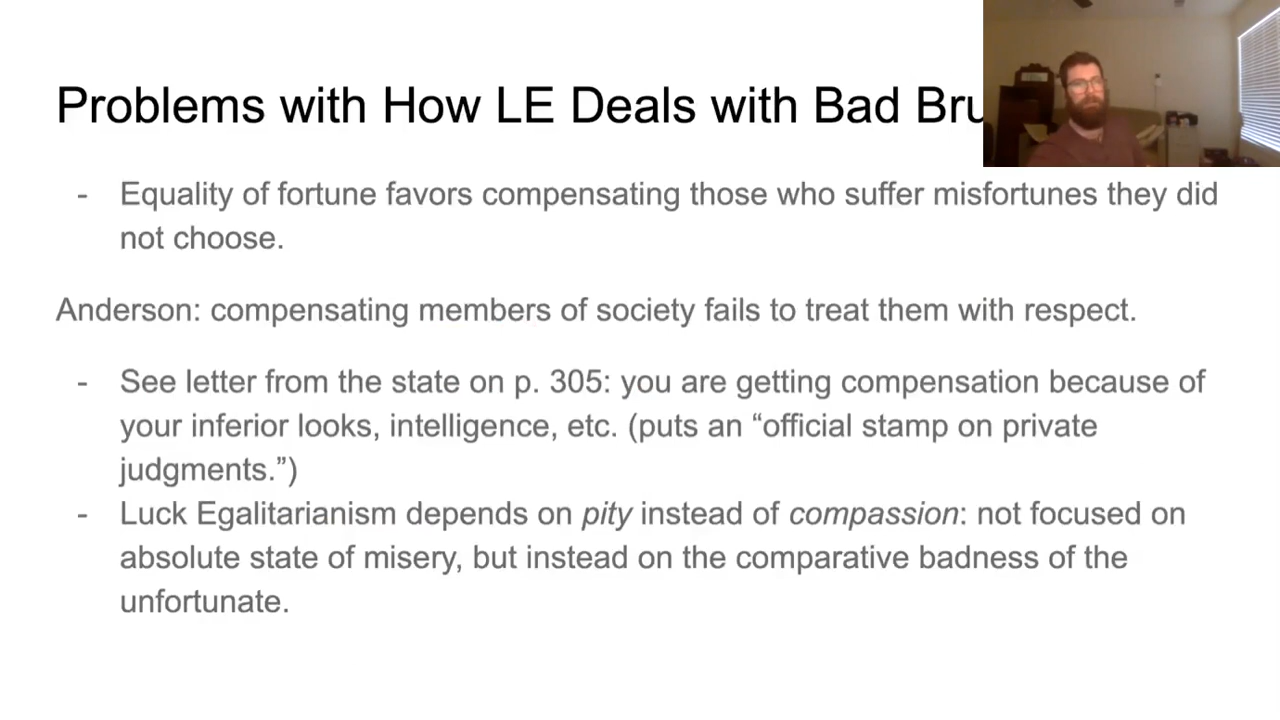 Problems with How LE Deals with Bad Bru
- Equality of fortune favors compensating those who suffer misfortunes they did
not choose.
Anderson: compensating members of society fails to treat them with respect.
- See letter from the state on p. 305: you are getting compensation because of
your inferior looks, intelligence, etc. (puts an “official stamp on private
judgments.”)
- Luck Egalitarianism depends on pity instead of compassion: not focused on
absolute state of misery, but instead on the comparative badness of the
unfortunate.